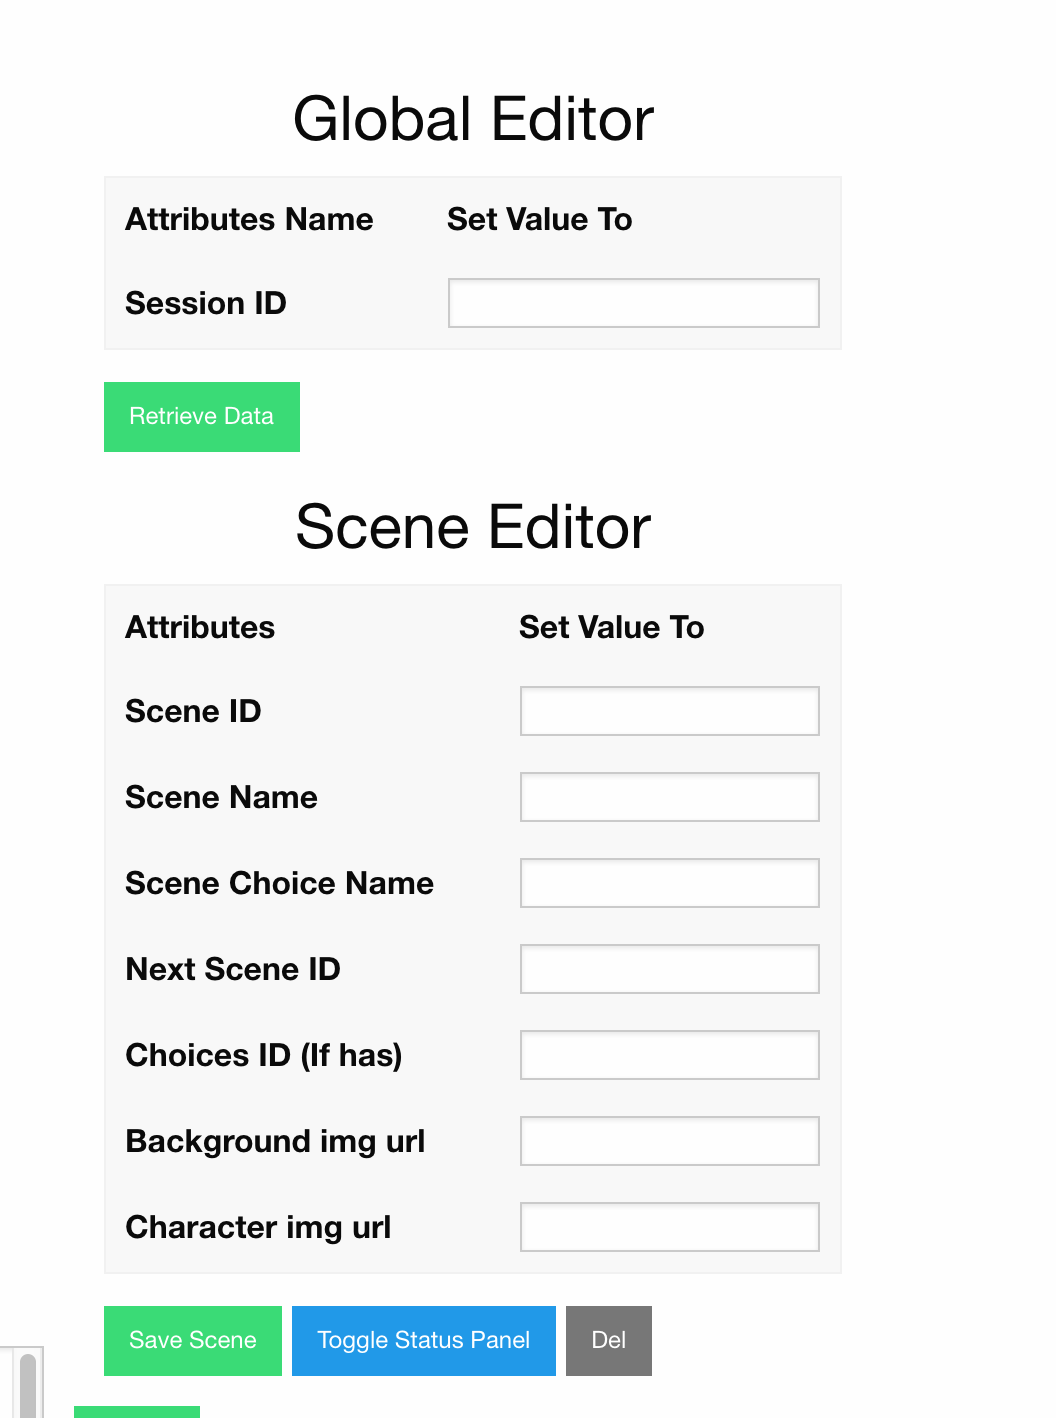 Global Editor
Attributes Name Set Value To
Session ID
Retrieve Data
Scene Editor
Attributes Set Value To
Scene ID
Scene Name
Scene Choice Name
Next Scene ID
Choices ID (If has)
Background img url
Character img url
Save Scene Toggle Status Panel Del